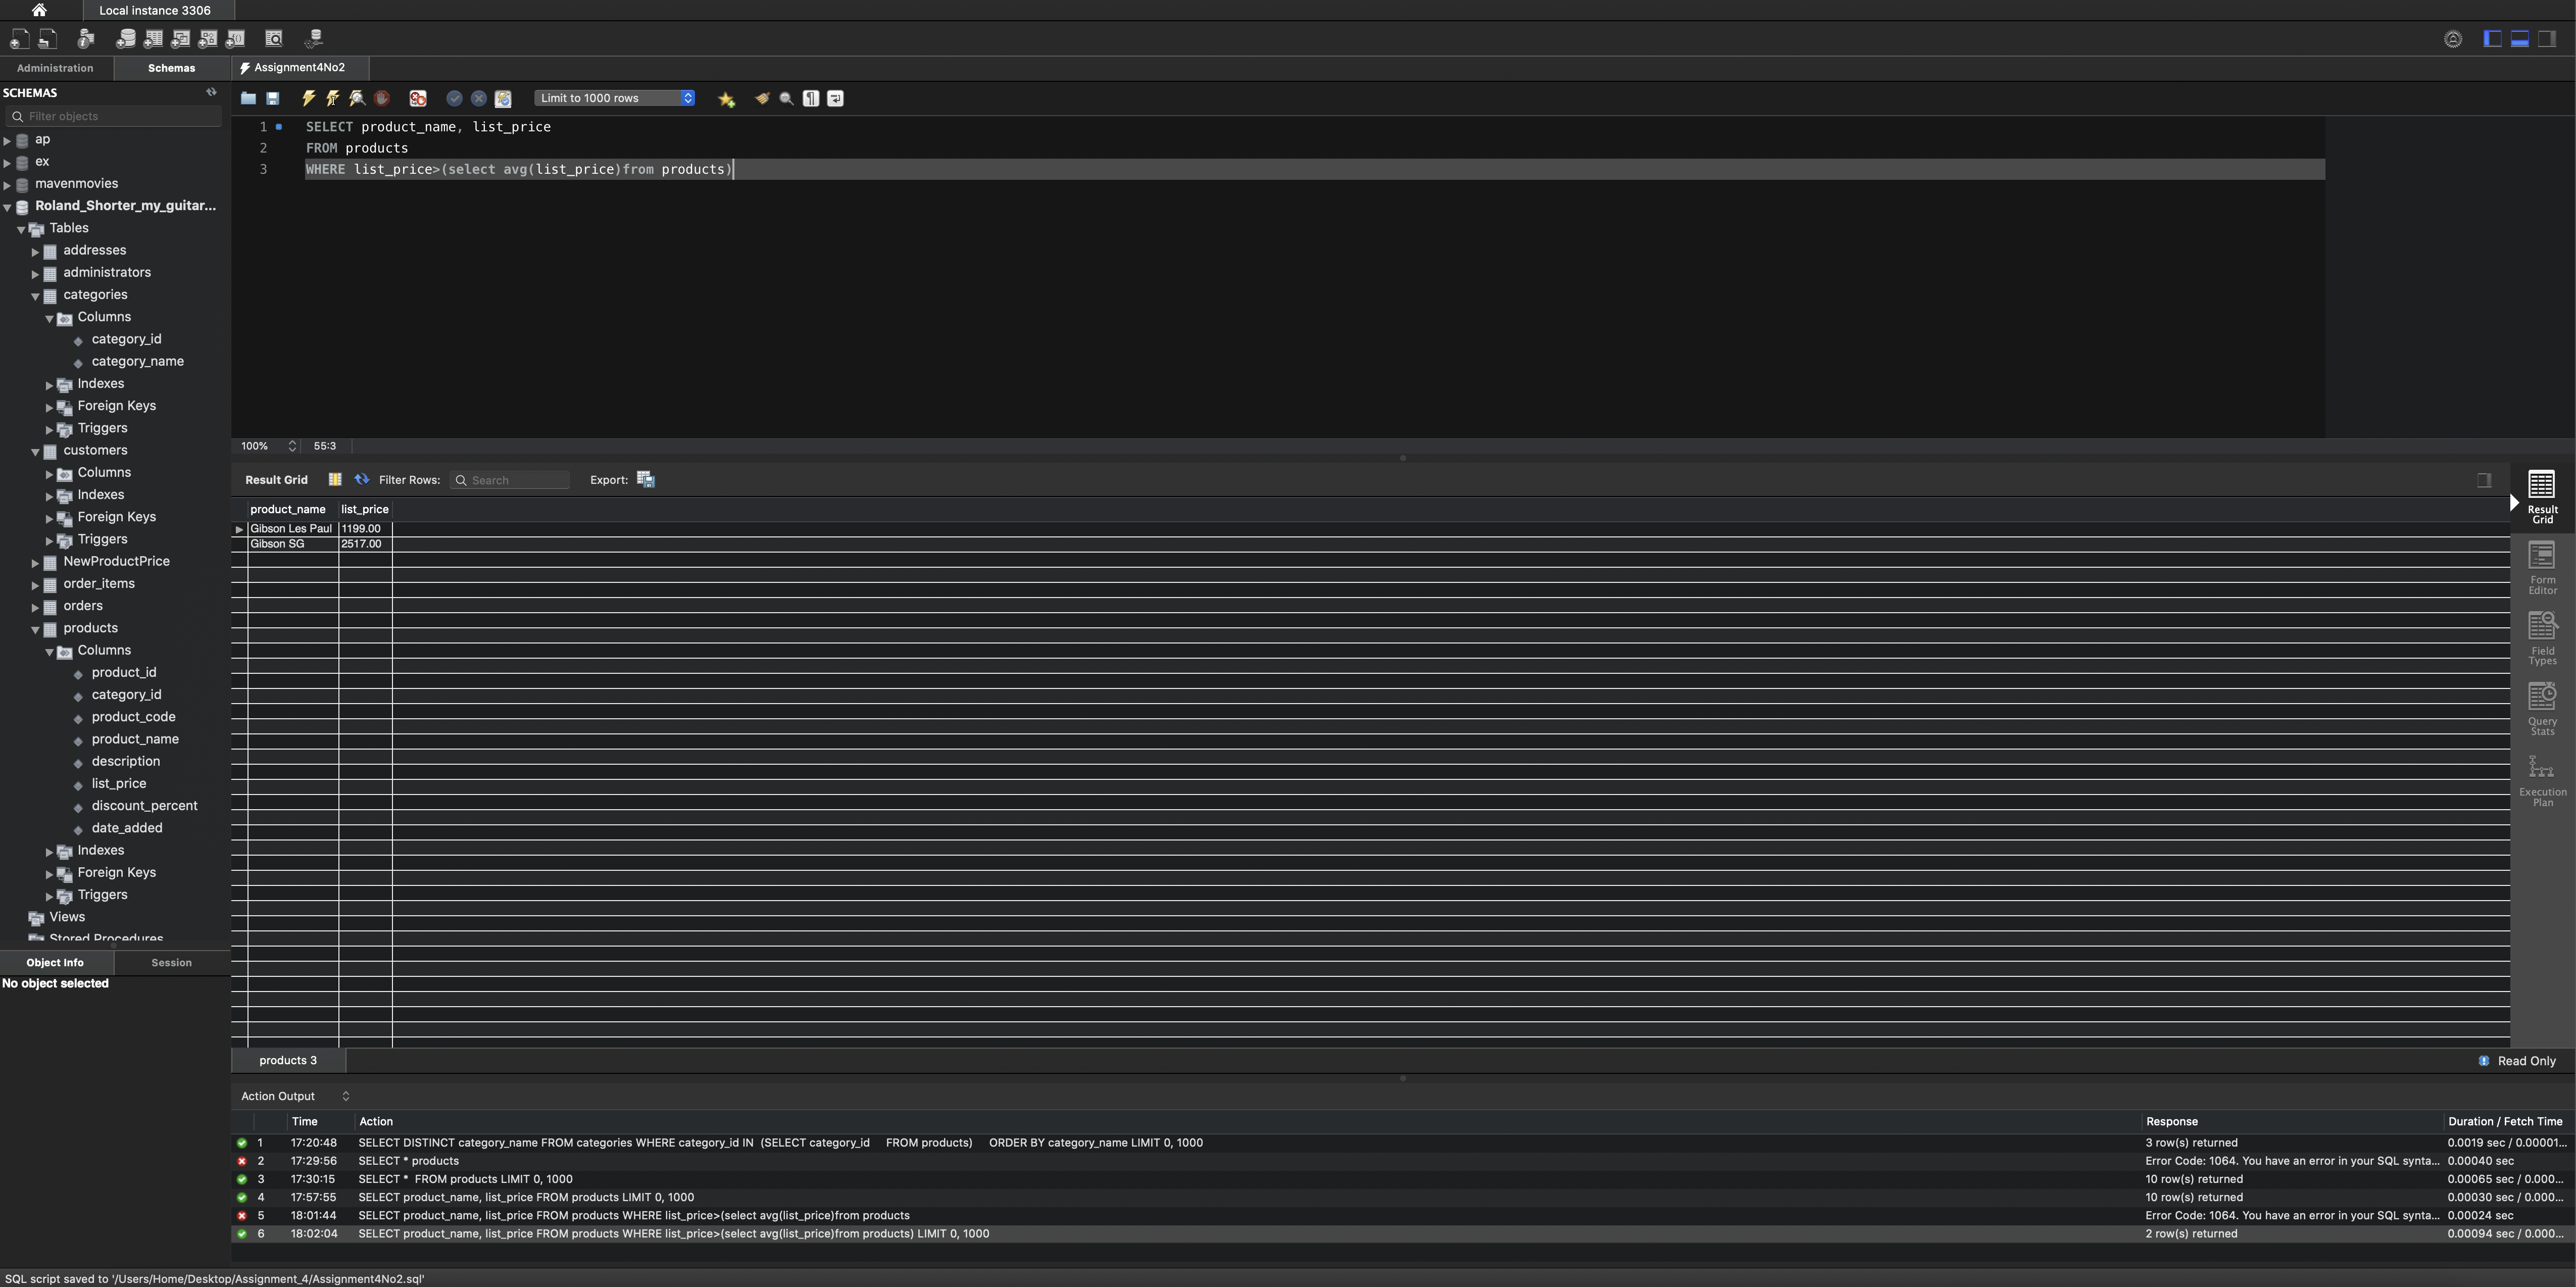 Local instance 3306
Administration Schemas Assignment4No2
SCHEMAS
Filter objects
ap
ex
mavenmovies
Roland_Shorter_my_guitar...
Tables
addresses
administrators
categories
Columns
category_id
category_name
Indexes
Foreign Keys
Triggers
customers
Columns
Indexes
Foreign Keys
Triggers
NewProductPrice
order_items
orders
products
Columns
product_id
category_id
product_code
product_name
description
list_price
discount_percent
date_added
Indexes
Foreign Keys
Triggers
Views
Stored Procedures
Object Info Session
No object selected
Limit to 1000 rows
1 SELECT product_name, list_price
2 FROM products
3 WHERE list_price>(select avg(list_price)from products)
100% 55:3
Result Grid Filter Rows: Search Export:
product_name list_price
Gibson Les Paul 1199.00
Gibson SG 2517.00
Result Grid
Form Editor
Field Types
Query Stats
Execution Plan
products 3 Read Only
Action Output
Time Action Response Duration / Fetch Time
1 17:20:48 SELECT DISTINCT category_name FROM categories WHERE category_id IN (SELECT category_id FROM products) ORDER BY category_name LIMIT 0, 1000 3 row(s) returned 0.0019 sec / 0.00001...
2 17:29:56 SELECT * products Error Code: 1064. You have an error in your SQL synta... 0.00040 sec
3 17:30:15 SELECT * FROM products LIMIT 0, 1000 10 row(s) returned 0.00065 sec / 0.000...
4 17:57:55 SELECT product_name, list_price FROM products LIMIT 0, 1000 10 row(s) returned 0.00030 sec / 0.000...
5 18:01:44 SELECT product_name, list_price FROM products WHERE list_price>(select avg(list_price)from products Error Code: 1064. You have an error in your SQL synta... 0.00024 sec
6 18:02:04 SELECT product_name, list_price FROM products WHERE list_price>(select avg(list_price)from products) LIMIT 0, 1000 2 row(s) returned 0.00094 sec / 0.000...
SQL script saved to '/Users/Home/Desktop/Assignment_4/Assignment4No2.sql'